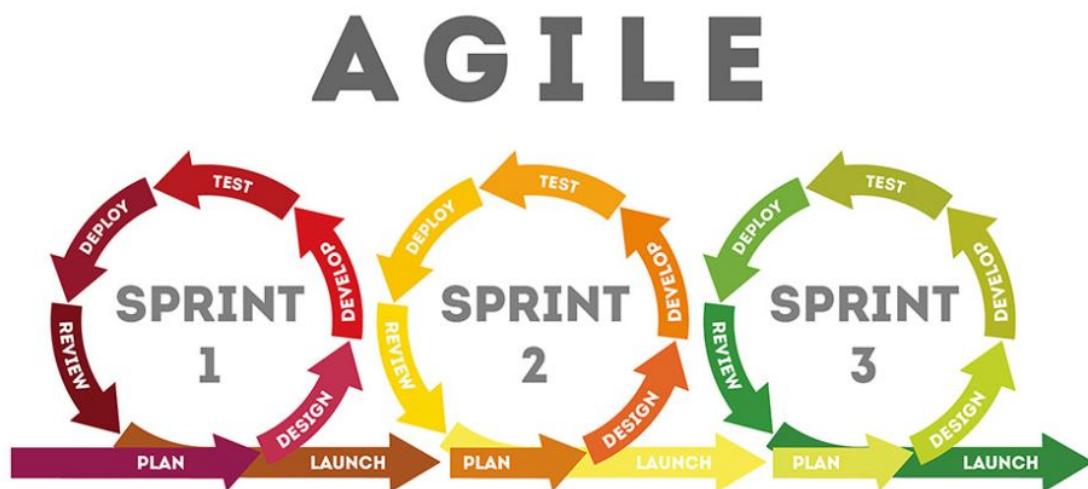 AGILE
TEST
DEPLOY
DEVELOP
SPRINT
1
REVIEW
DESIGN
PLAN
LAUNCH
TEST
DEPLOY
DEVELOP
SPRINT
2
REVIEW
DESIGN
PLAN
LAUNCH
TEST
DEPLOY
DEVELOP
SPRINT
3
REVIEW
DESIGN
PLAN
LAUNCH